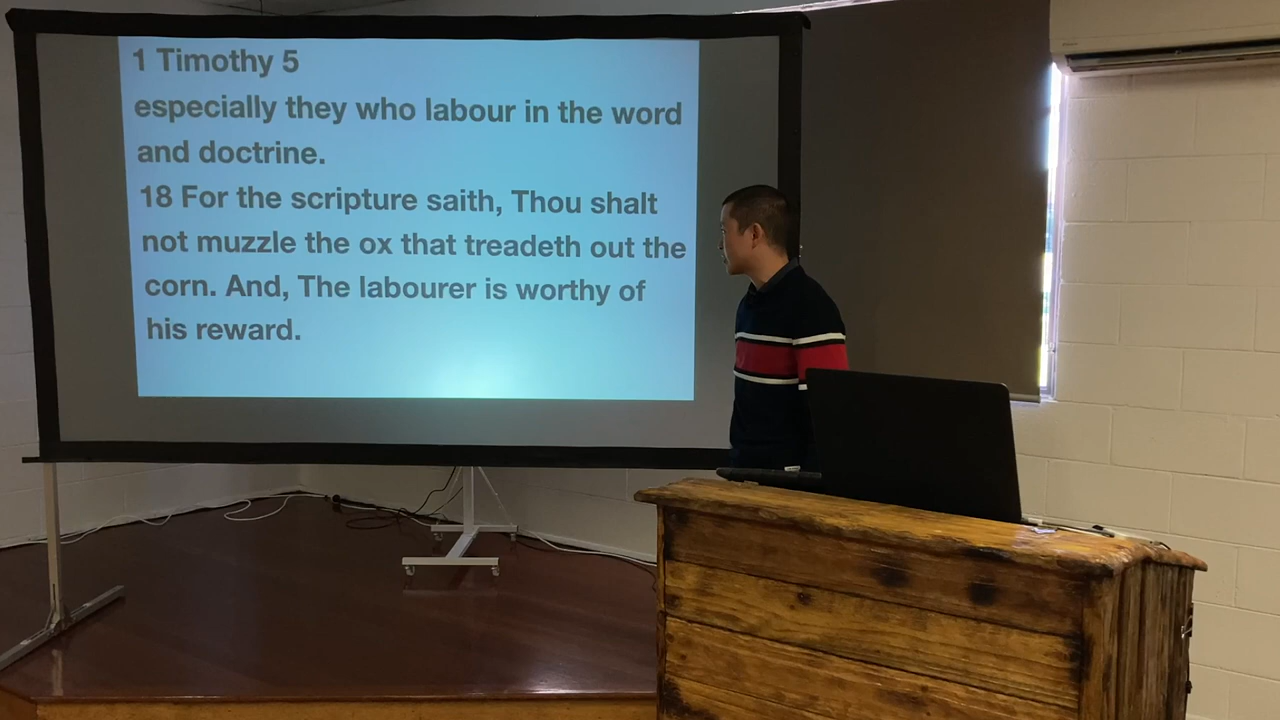 1 Timothy 5
especially they who labour in the word
and doctrine.
18 For the scripture saith, Thou shalt
not muzzle the ox that treadeth out the
corn. And, The labourer is worthy of
his reward.